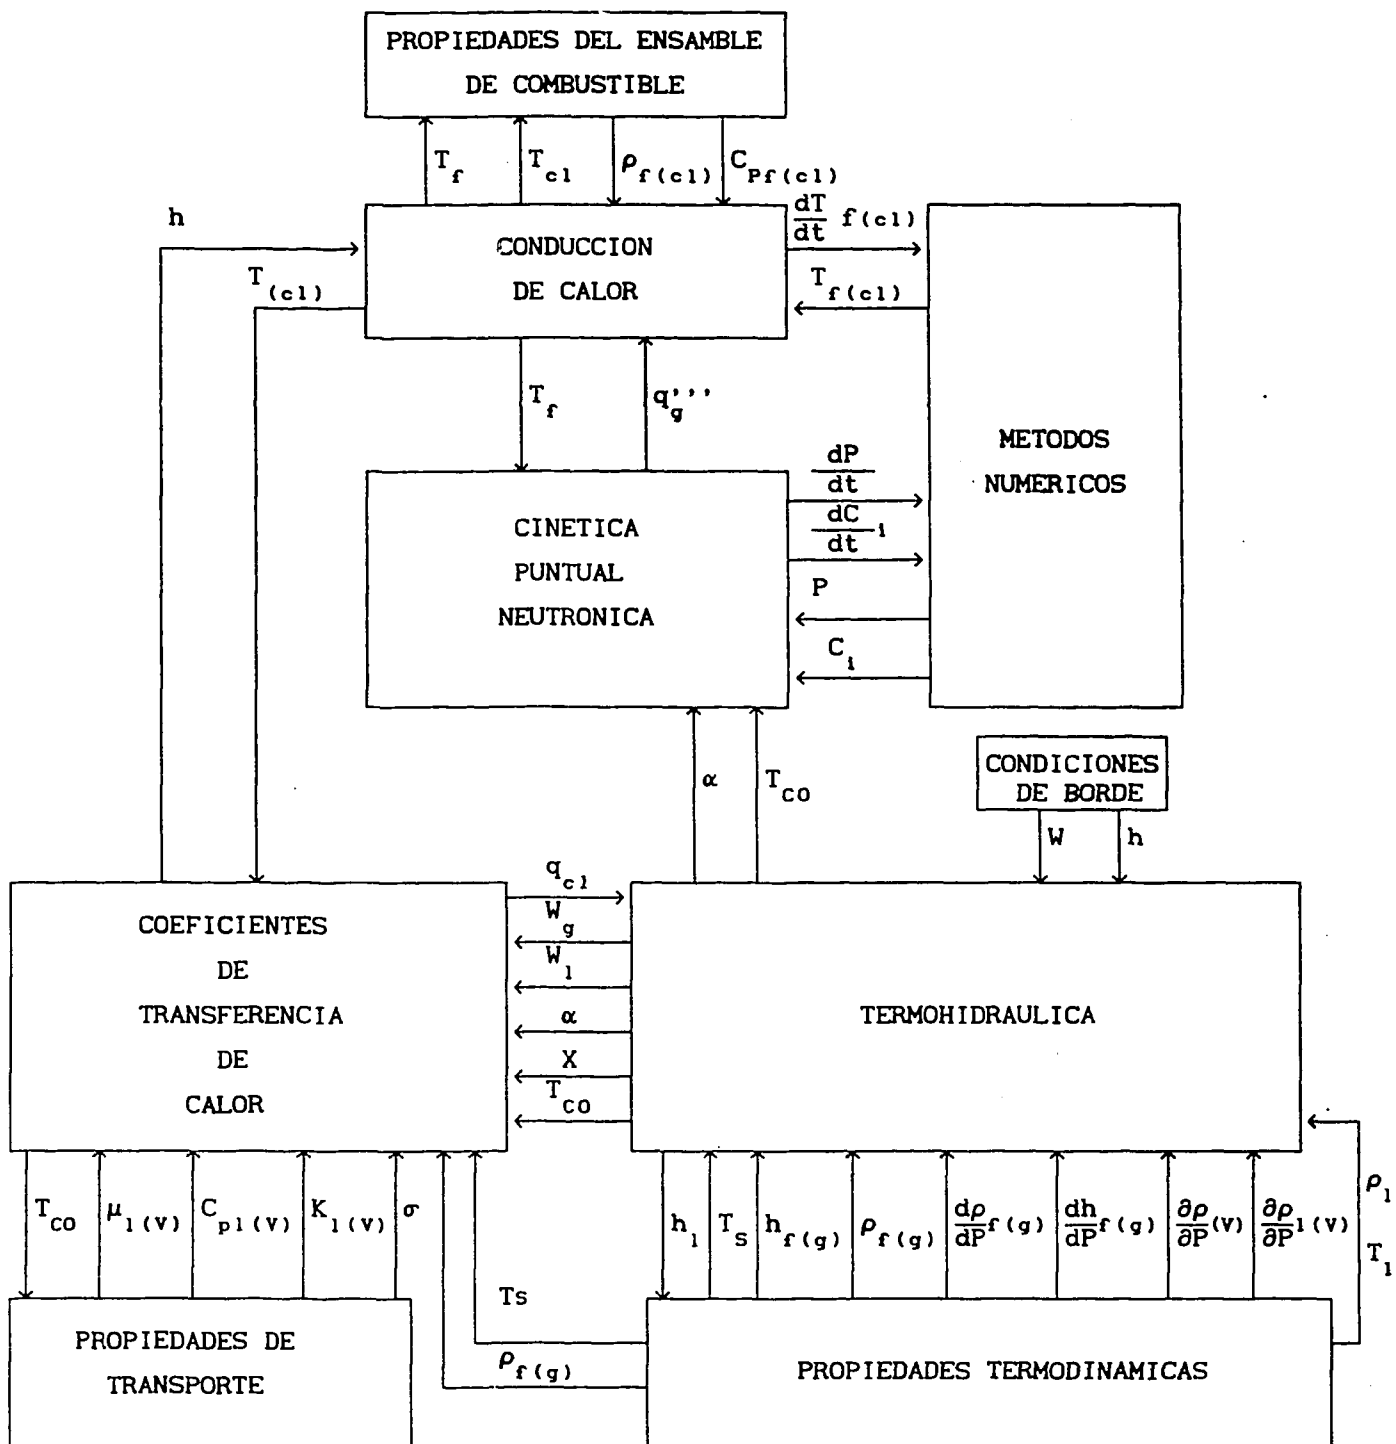 PROPIEDADES DEL ENSAMBLE
DE COMBUSTIBLE
T_f
T_cl
ρ_f(cl)
C_Pf(cl)
h
T_(cl)
CONDUCCION
DE CALOR
dT/dt f(cl)
T_f(cl)
T_f
q_g'''
METODOS
NUMERICOS
CINETICA
PUNTUAL
NEUTRONICA
dP/dt
dC/dt i
P
C_i
α
T_CO
CONDICIONES
DE BORDE
W
h
COEFICIENTES
DE
TRANSFERENCIA
DE
CALOR
q_cl
W_g
W_l
α
X
T_CO
TERMOHIDRAULICA
T_CO
μ_l(V)
C_pl(V)
K_l(V)
σ
h_l
T_S
h_f(g)
ρ_f(g)
dρ/dP f(g)
dh/dP f(g)
∂ρ/∂P (V)
∂ρ/∂P l(V)
ρ_l
T_l
Ts
ρ_f(g)
PROPIEDADES DE
TRANSPORTE
PROPIEDADES TERMODINAMICAS